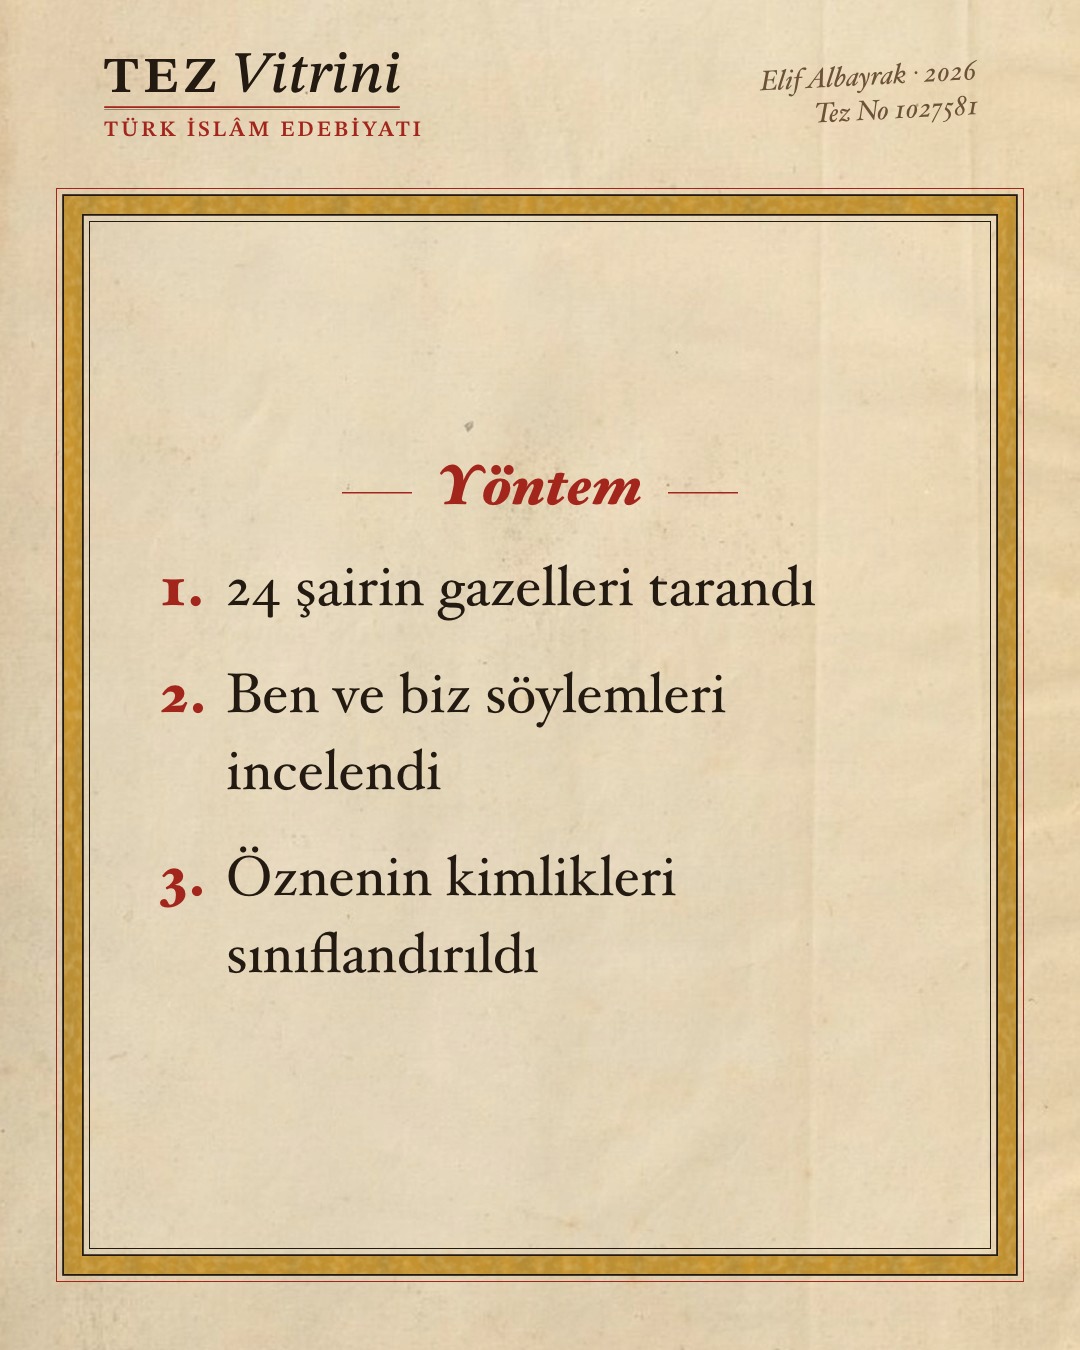 TEZ Vitrini
TÜRK İSLÂM EDEBİYATI
Elif Albayrak · 2026
Tez No 1027581
Yöntem
1. 24 şairin gazelleri tarandı
2. Ben ve biz söylemleri
incelendi
3. Öznenin kimlikleri
sınıflandırıldı